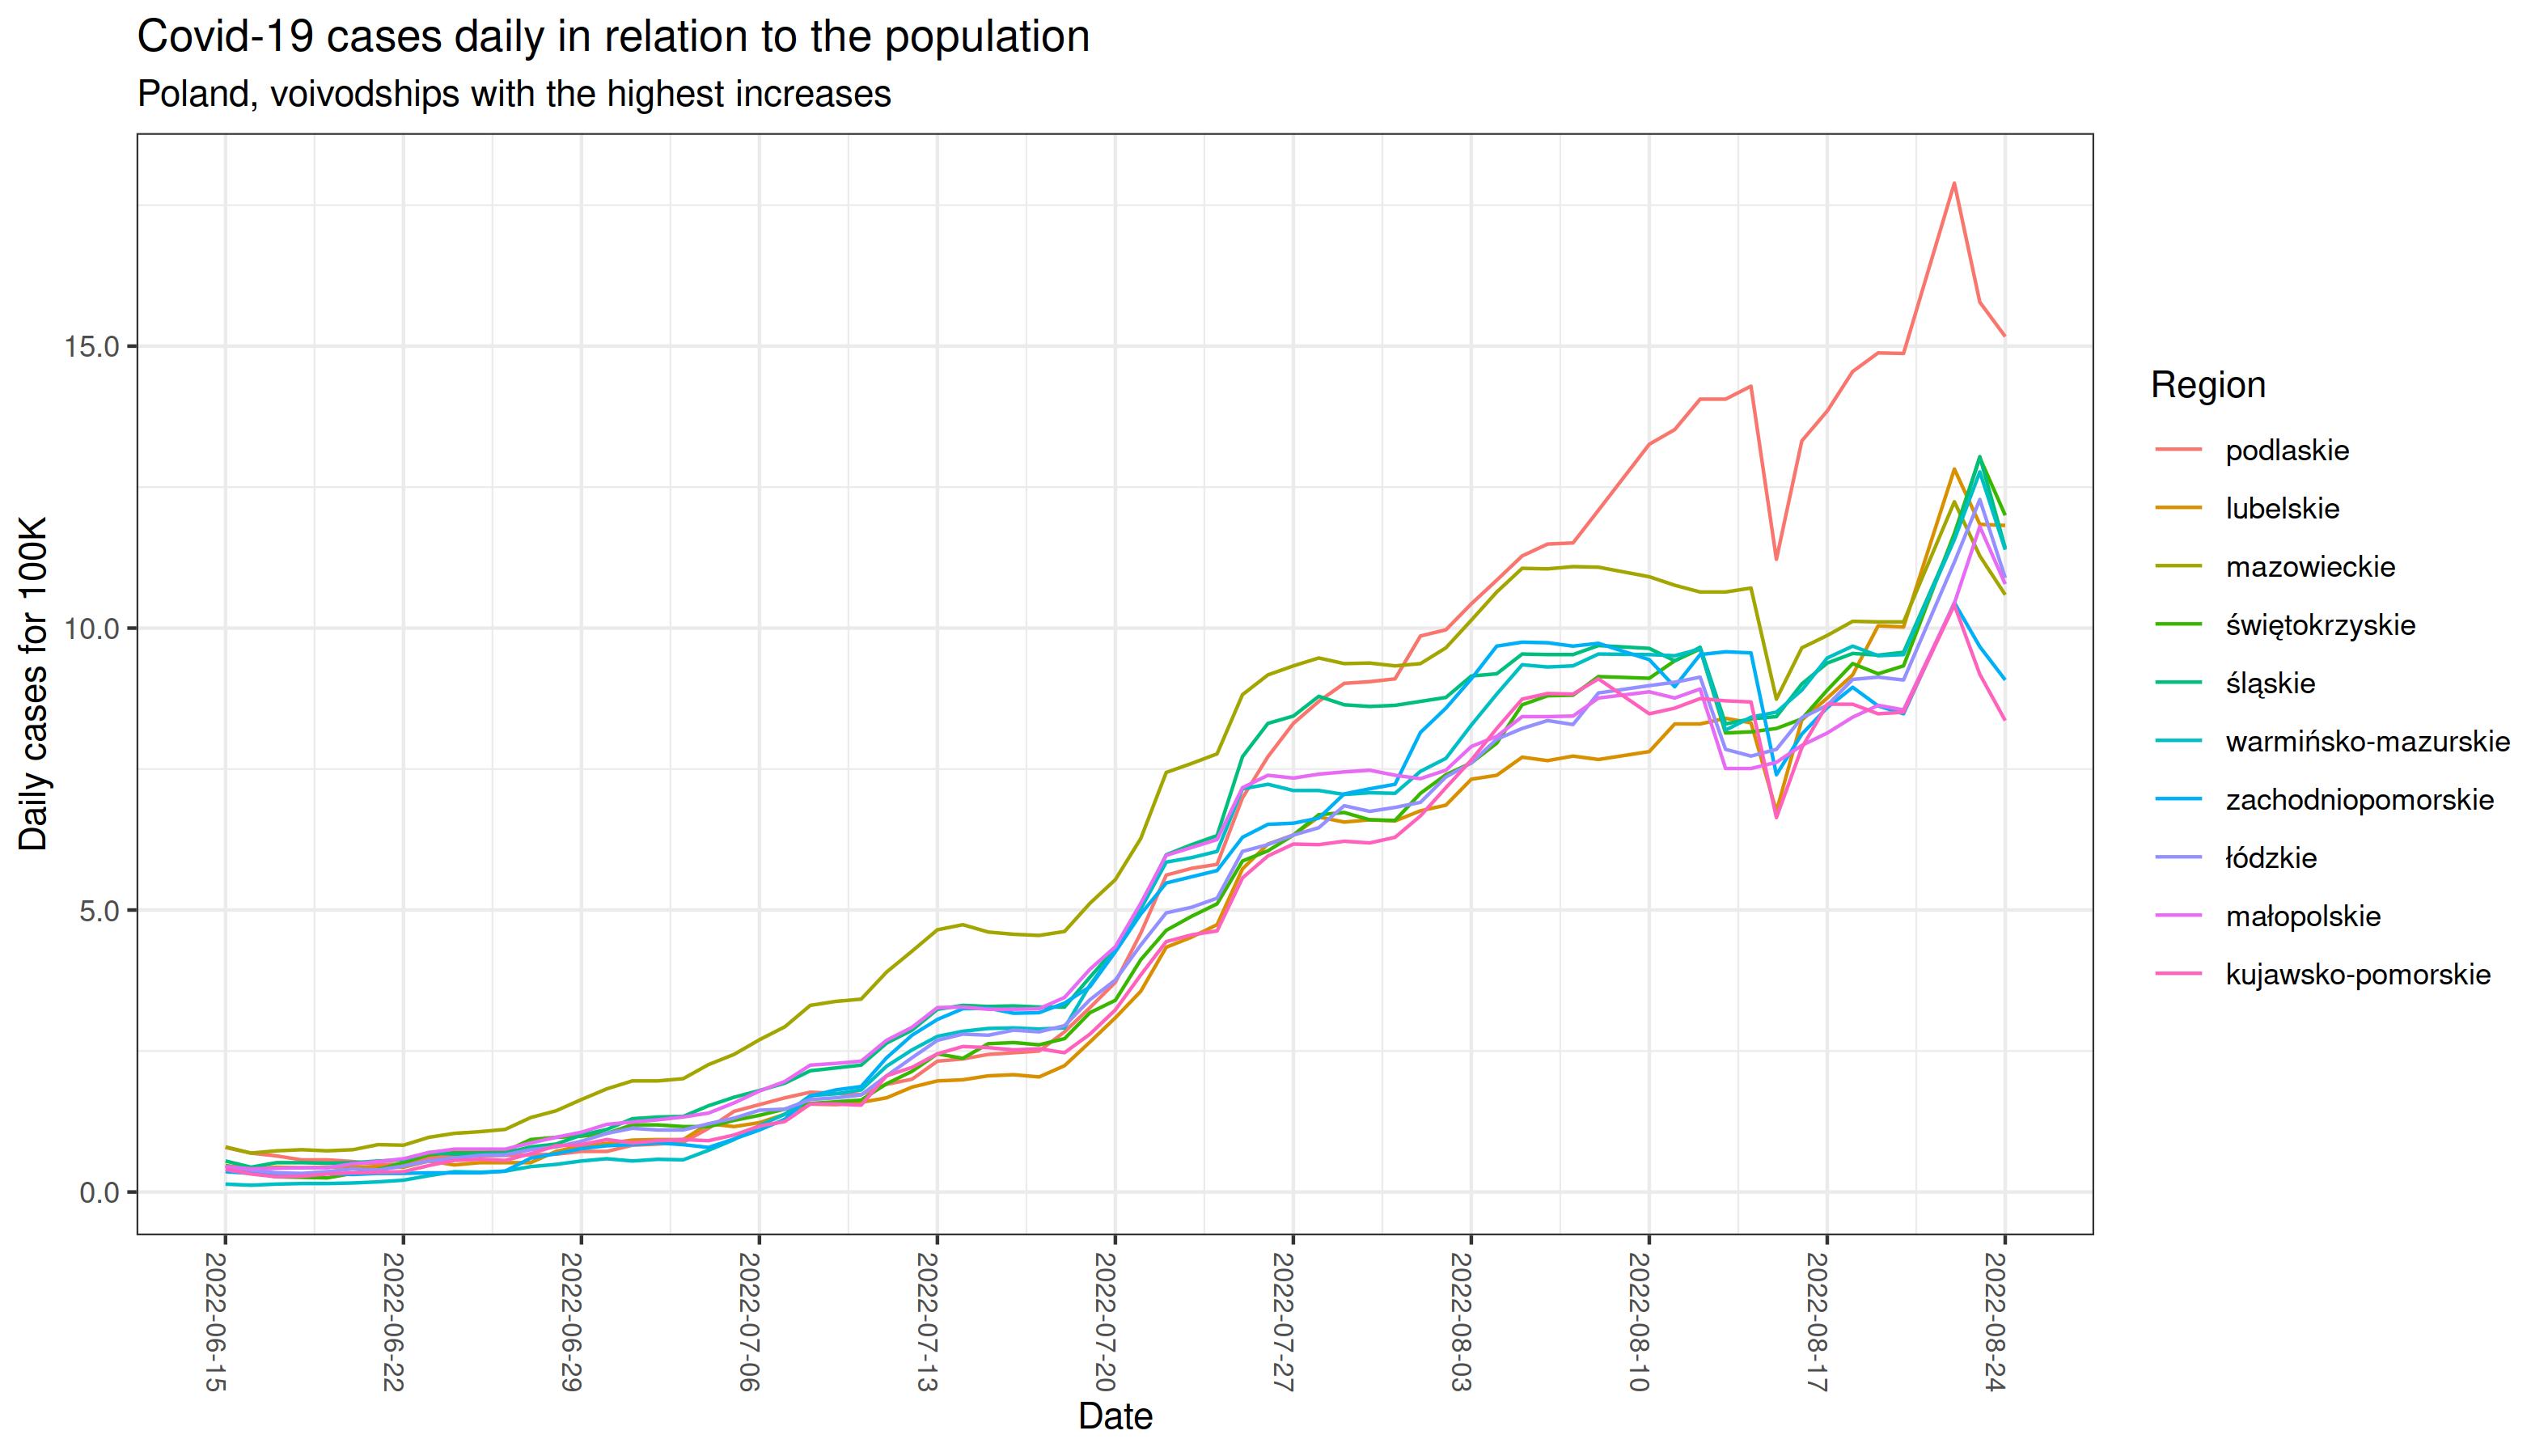 Covid-19 cases daily in relation to the population
Poland, voivodships with the highest increases
Daily cases for 100K
15.0
10.0
5.0
0.0
2022-06-15
2022-06-22
2022-06-29
2022-07-06
2022-07-13
2022-07-20
2022-07-27
2022-08-03
2022-08-10
2022-08-17
2022-08-24
Date
Region
podlaskie
lubelskie
mazowieckie
świętokrzyskie
śląskie
warmińsko-mazurskie
zachodniopomorskie
łódzkie
małopolskie
kujawsko-pomorskie